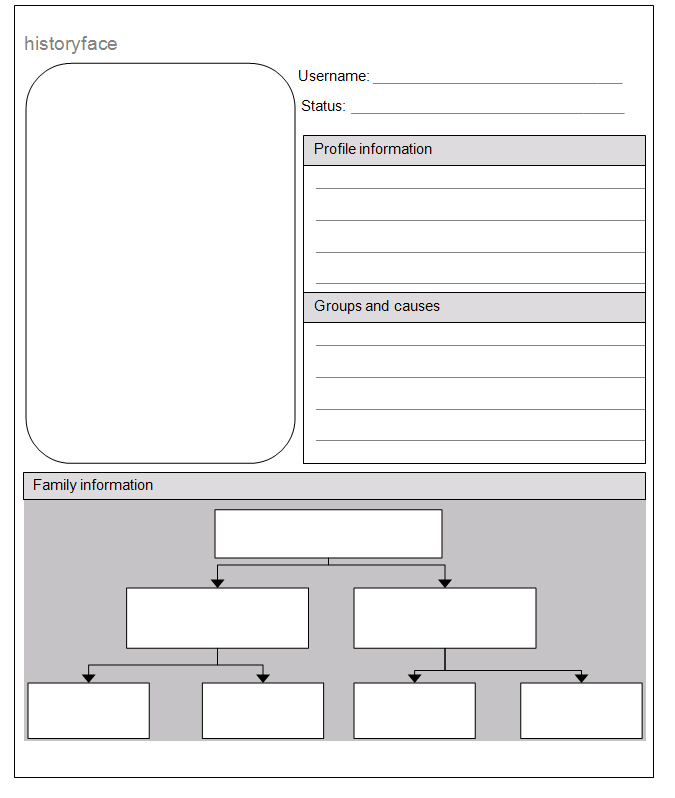 historyface
Username:
Status:
Profile information
Groups and causes
Family information